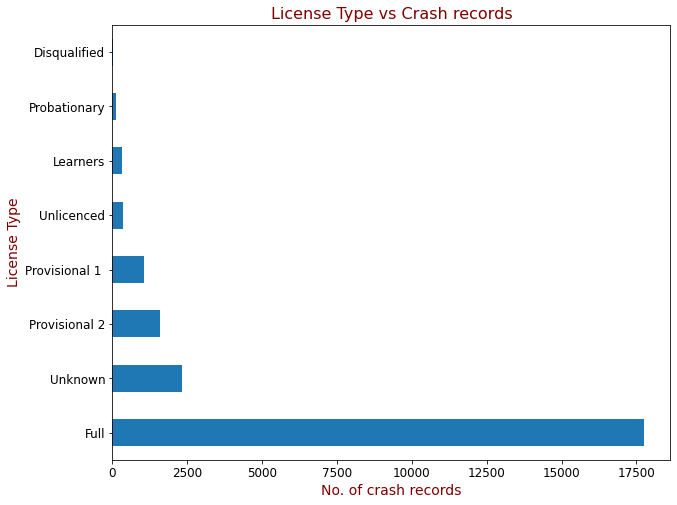 License Type vs Crash records
License Type
Disqualified
Probationary
Learners
Unlicenced
Provisional 1
Provisional 2
Unknown
Full
0 2500 5000 7500 10000 12500 15000 17500
No. of crash records